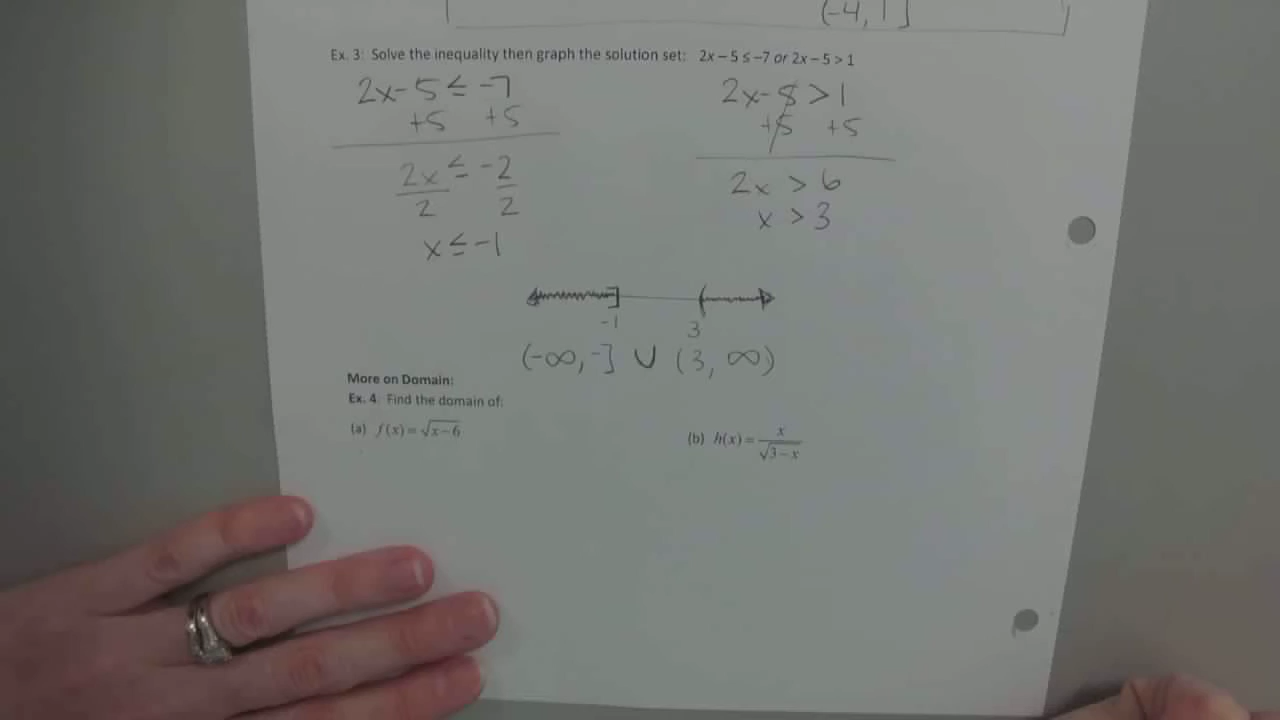 (-4, 1]
Ex. 3: Solve the inequality then graph the solution set: 2x – 5 ≤ –7 or 2x – 5 > 1
2x - 5 ≤ -7
+5 +5
2x ≤ -2
2 2
x ≤ -1
2x - 5 > 1
+5 +5
2x > 6
x > 3
-1 3
(-∞, -] ∪ (3, ∞)
More on Domain:
Ex. 4: Find the domain of:
(a) f(x) = √(x – 6)
(b) h(x) = x/√(3 – x)